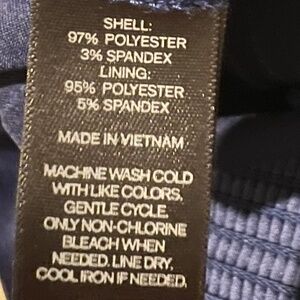 SHELL:
97% POLYESTER
3% SPANDEX
LINING:
95% POLYESTER
5% SPANDEX
MADE IN VIETNAM
MACHINE WASH COLD
WITH LIKE COLORS,
GENTLE CYCLE.
ONLY NON-CHLORINE
BLEACH WHEN
NEEDED. LINE DRY,
COOL IRON IF NEEDED.